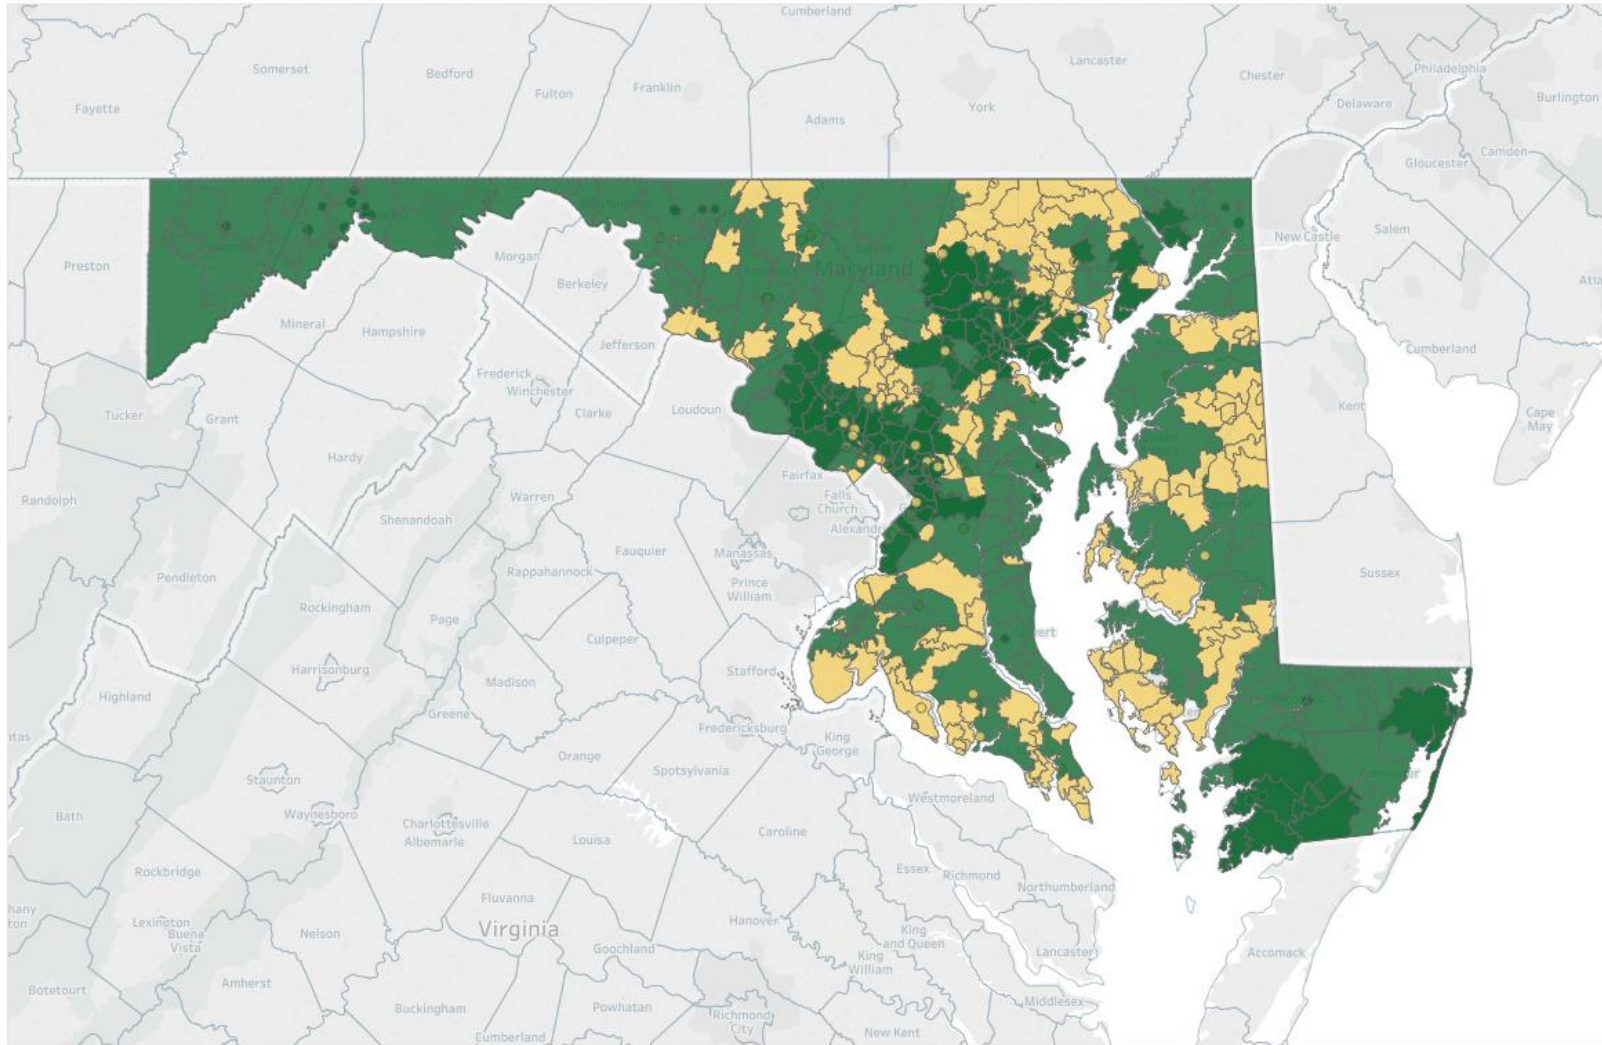 Cumberland
Somerset
Bedford
Fulton
Franklin
Lancaster
Chester
Philadelphia
Fayette
Adams
York
Delaware
Burlington
Gloucester
Camden
Preston
Morgan
Maryland
New Castle
Salem
Berkeley
Mineral
Hampshire
Jefferson
Cumberland
Tucker
Grant
Frederick
Winchester
Clarke
Loudoun
Kent
Cape
May
Hardy
Randolph
Warren
Fairfax
Falls
Church
Shenandoah
Fauquier
Manassas
Pendleton
Rappahannock
Prince
William
Sussex
Rockingham
Page
Culpeper
Stafford
Harrisonburg
Madison
Highland
Greene
Fredericksburg
King
George
Orange
Spotsylvania
Staunton
Westmoreland
Bath
Waynesboro
Charlottesville
Albemarle
Louisa
Caroline
Rockbridge
Essex
Richmond
Northumberland
Fluvanna
Lexington
Buena
Vista
Nelson
Virginia
Hanover
King
and Queen
Goochland
Lancaster
Accomack
King
William
Botetourt
Amherst
Buckingham
Powhatan
Richmond
City
Middlesex
Cumberland
New Kent